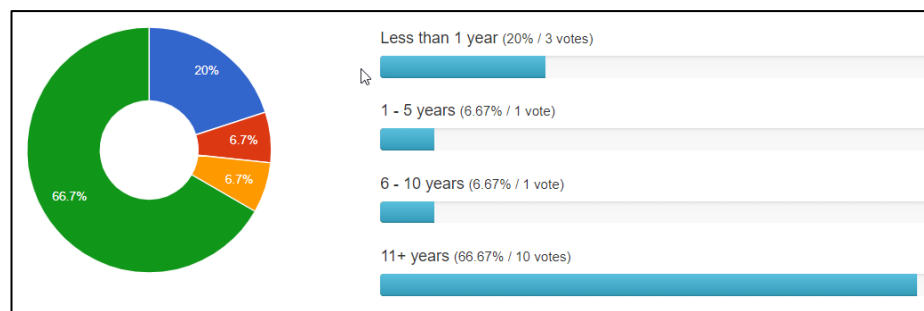 20%
6.7%
6.7%
66.7%
Less than 1 year (20% / 3 votes)
1 - 5 years (6.67% / 1 vote)
6 - 10 years (6.67% / 1 vote)
11+ years (66.67% / 10 votes)